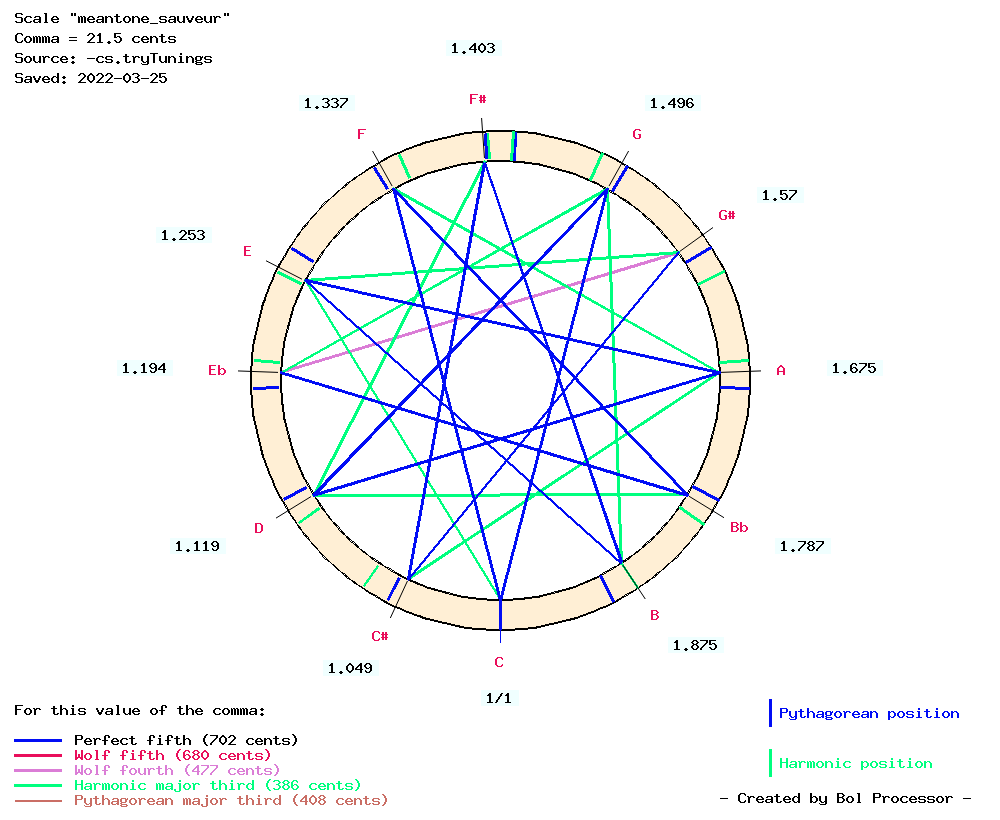 Scale "meantone_sauveur"
Comma = 21.5 cents
Source: -cs.tryTunings
Saved: 2022-03-25
1.403
1.337
F#
1.496
F
G
1.57
G#
1.253
E
1.194
Eb
A
1.675
D
Bb
1.119
1.787
C#
B
1.049
1.875
C
1/1
For this value of the comma:
Perfect fifth (702 cents)
Wolf fifth (680 cents)
Wolf fourth (477 cents)
Harmonic major third (386 cents)
Pythagorean major third (408 cents)
Pythagorean position
Harmonic position
- Created by Bol Processor -